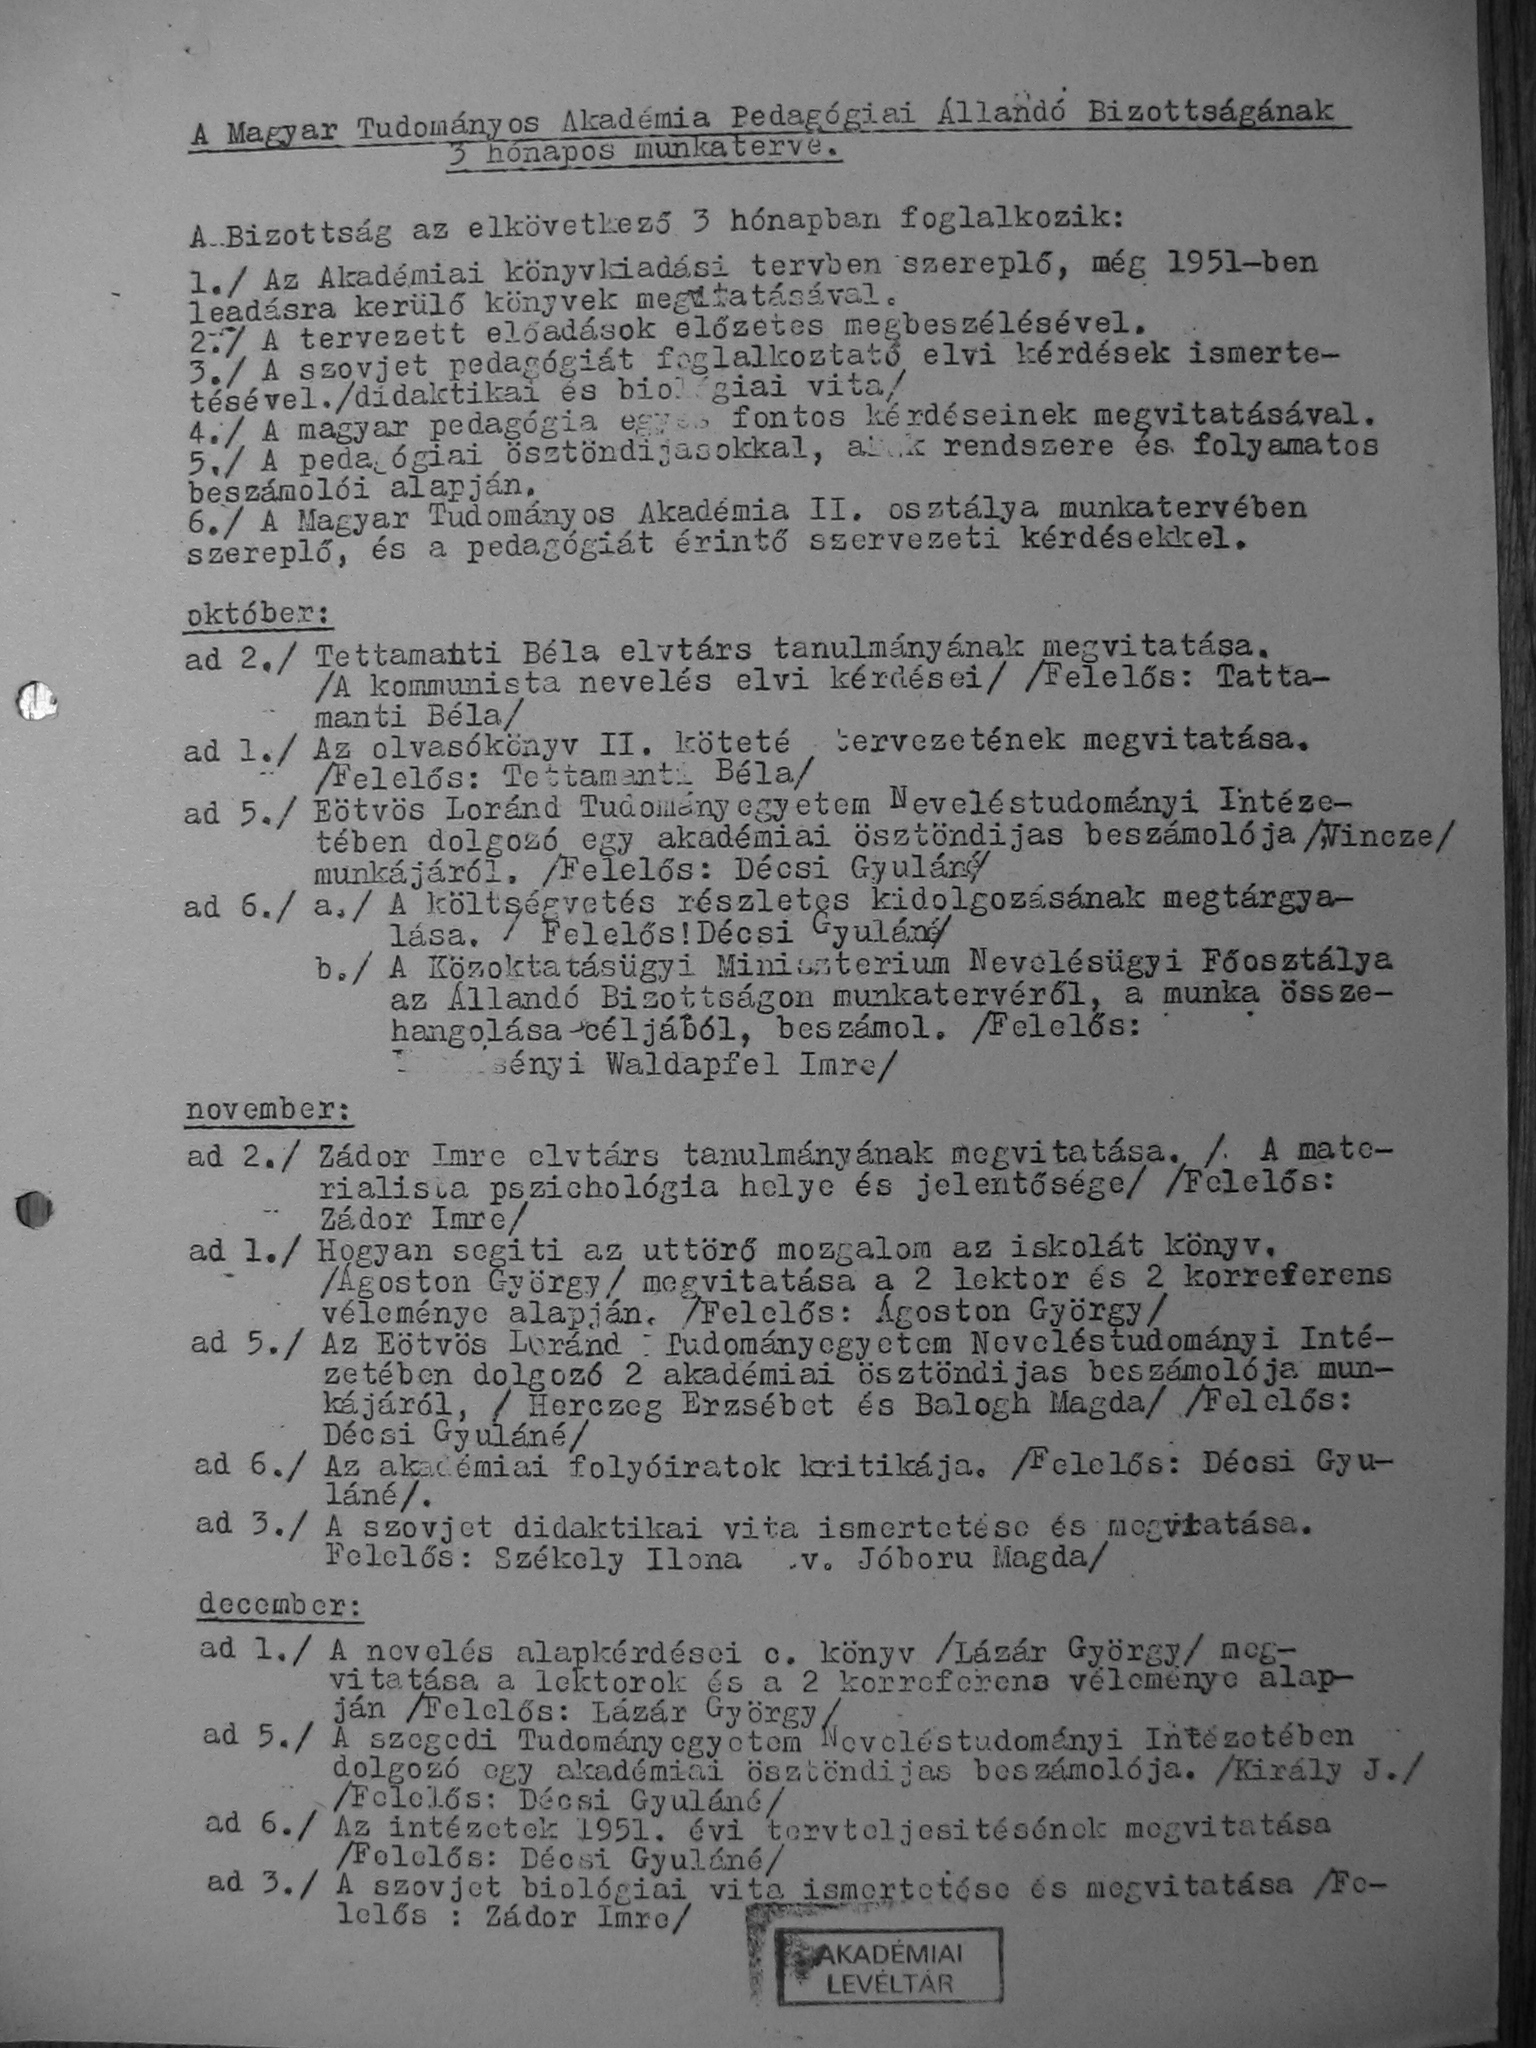 A Magyar Tudományos Akadémia Pedagógiai Állandó Bizottságának
3 hónapos munkaterve.
A Bizottság az elkövetkező 3 hónapban foglalkozik:
1./ Az Akadémiai könyvkiadási tervben szereplő, még 1951-ben
leadásra kerülő könyvek megvitatásával.
2./ A tervezett előadások előzetes megbeszélésével.
3./ A szovjet pedagógiát foglalkoztató elvi kérdések ismerte-
tésével./didaktikai és biológiai vita/
4./ A magyar pedagógia egyes fontos kérdéseinek megvitatásával.
5./ A pedagógiai ösztöndijasokkal, azok rendszere és folyamatos
beszámolói alapján.
6./ A Magyar Tudományos Akadémia II. osztálya munkatervében
szereplő, és a pedagógiát érintő szervezeti kérdésekkel.
október:
ad 2./ Tettamanti Béla elvtárs tanulmányának megvitatása.
/A kommunista nevelés elvi kérdései/ /Felelős: Tatta-
manti Béla/
ad 1./ Az olvasókönyv II. köteté tervezetének megvitatása.
/Felelős: Tettamanti Béla/
ad 5./ Eötvös Loránd Tudományegyetem Neveléstudományi Intéze-
tében dolgozó egy akadémiai ösztöndijas beszámolója /Vincze/
munkájáról. /Felelős: Décsi Gyuláné/
ad 6./ a./ A költségvetés részletes kidolgozásának megtárgya-
lása. / Felelős!Décsi Gyuláné/
b./ A Közoktatásügyi Miniszterium Nevelésügyi Főosztálya
az Állandó Bizottságon munkatervéről, a munka össze-
hangolása céljából, beszámol. /Felelős:
Waldapfel Imre/
november:
ad 2./ Zádor Imre elvtárs tanulmányának megvitatása. /. A mate-
rialista pszichológia helye és jelentősége/ /Felelős:
Zádor Imre/
ad 1./ Hogyan segiti az uttörő mozgalom az iskolát könyv.
/Ágoston György/ megvitatása a 2 lektor és 2 korreferens
véleménye alapján. /Felelős: Ágoston György/
ad 5./ Az Eötvös Loránd Tudományegyetem Neveléstudományi Inté-
zetében dolgozó 2 akadémiai ösztöndijas beszámolója mun-
kájáról, / Herczeg Erzsébet és Balogh Magda/ /Felelős:
Décsi Gyuláné/
ad 6./ Az akadémiai folyóiratok kritikája. /Felelős: Décsi Gyu-
láné/.
ad 3./ A szovjet didaktikai vita ismertetése és megvitatása.
Felelős: Székely Ilona .v. Jóboru Magda/
december:
ad 1./ A nevelés alapkérdései c. könyv /Lázár György/ meg-
vitatása a lektorok és a 2 korreferens véleménye alap-
ján /Felelős: Lázár György/
ad 5./ A szegedi Tudományegyetem Neveléstudományi Intézetében
dolgozó egy akadémiai ösztöndijas beszámolója. /Király J./
/Felelős: Décsi Gyuláné/
ad 6./ Az intézetek 1951. évi tervteljesitésének megvitatása
/Felelős: Décsi Gyuláné/
ad 3./ A szovjet biológiai vita ismertetése és megvitatása /Fe-
lelős : Zádor Imre/
AKADÉMIAI
LEVÉLTÁR